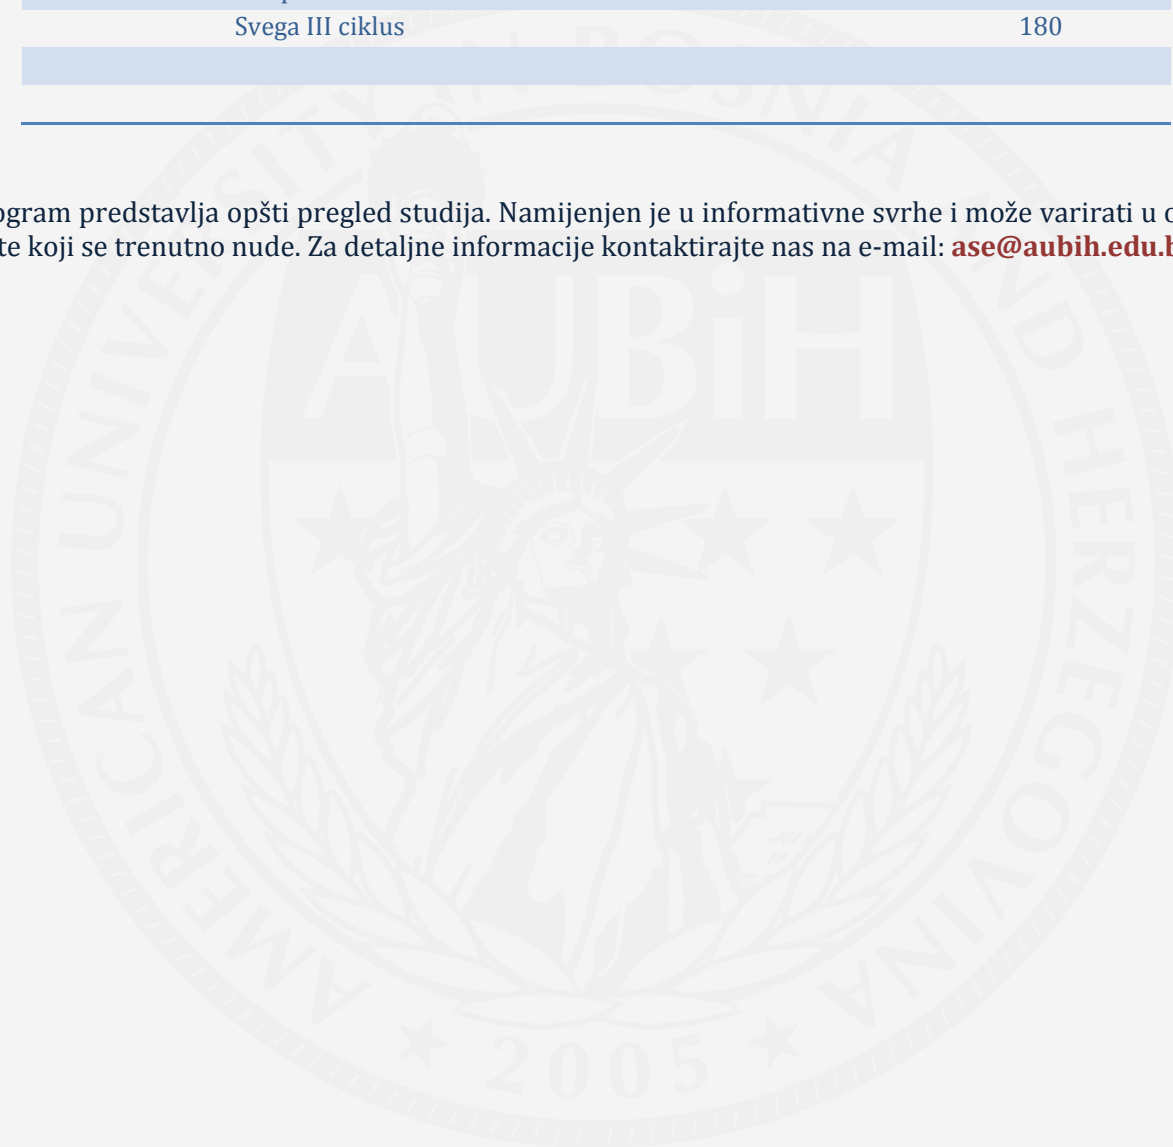 Svega III ciklus 180
ogram predstavlja opšti pregled studija. Namijenjen je u informativne svrhe i može varirati u
te koji se trenutno nude. Za detaljne informacije kontaktirajte nas na e-mail: ase@aubih.edu.b
AUBiH
AMERICAN UNIVERSITY IN BOSNIA AND HERZEGOVINA
2005